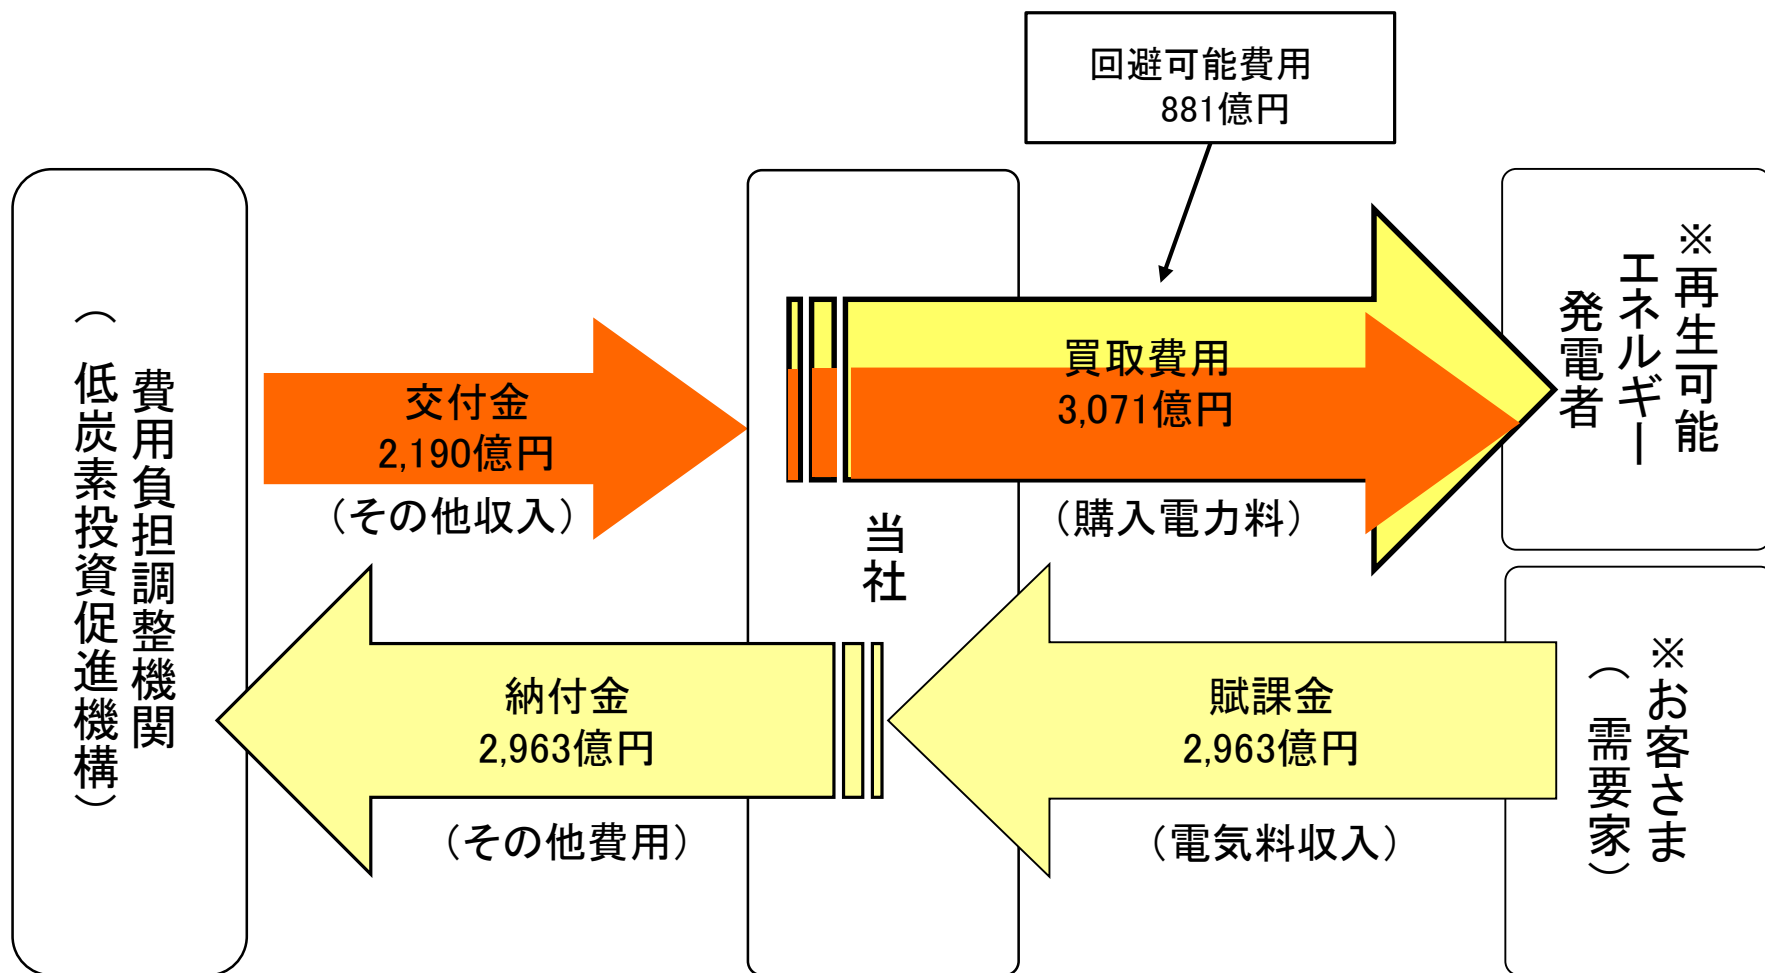 回避可能費用
881億円
費用負担調整機関
（低炭素投資促進機構）
交付金
2,190億円
（その他収入）
当社
買取費用
3,071億円
（購入電力料）
※再生可能
エネルギー
発電者
納付金
2,963億円
（その他費用）
賦課金
2,963億円
（電気料収入）
※お客さま
（需要家）